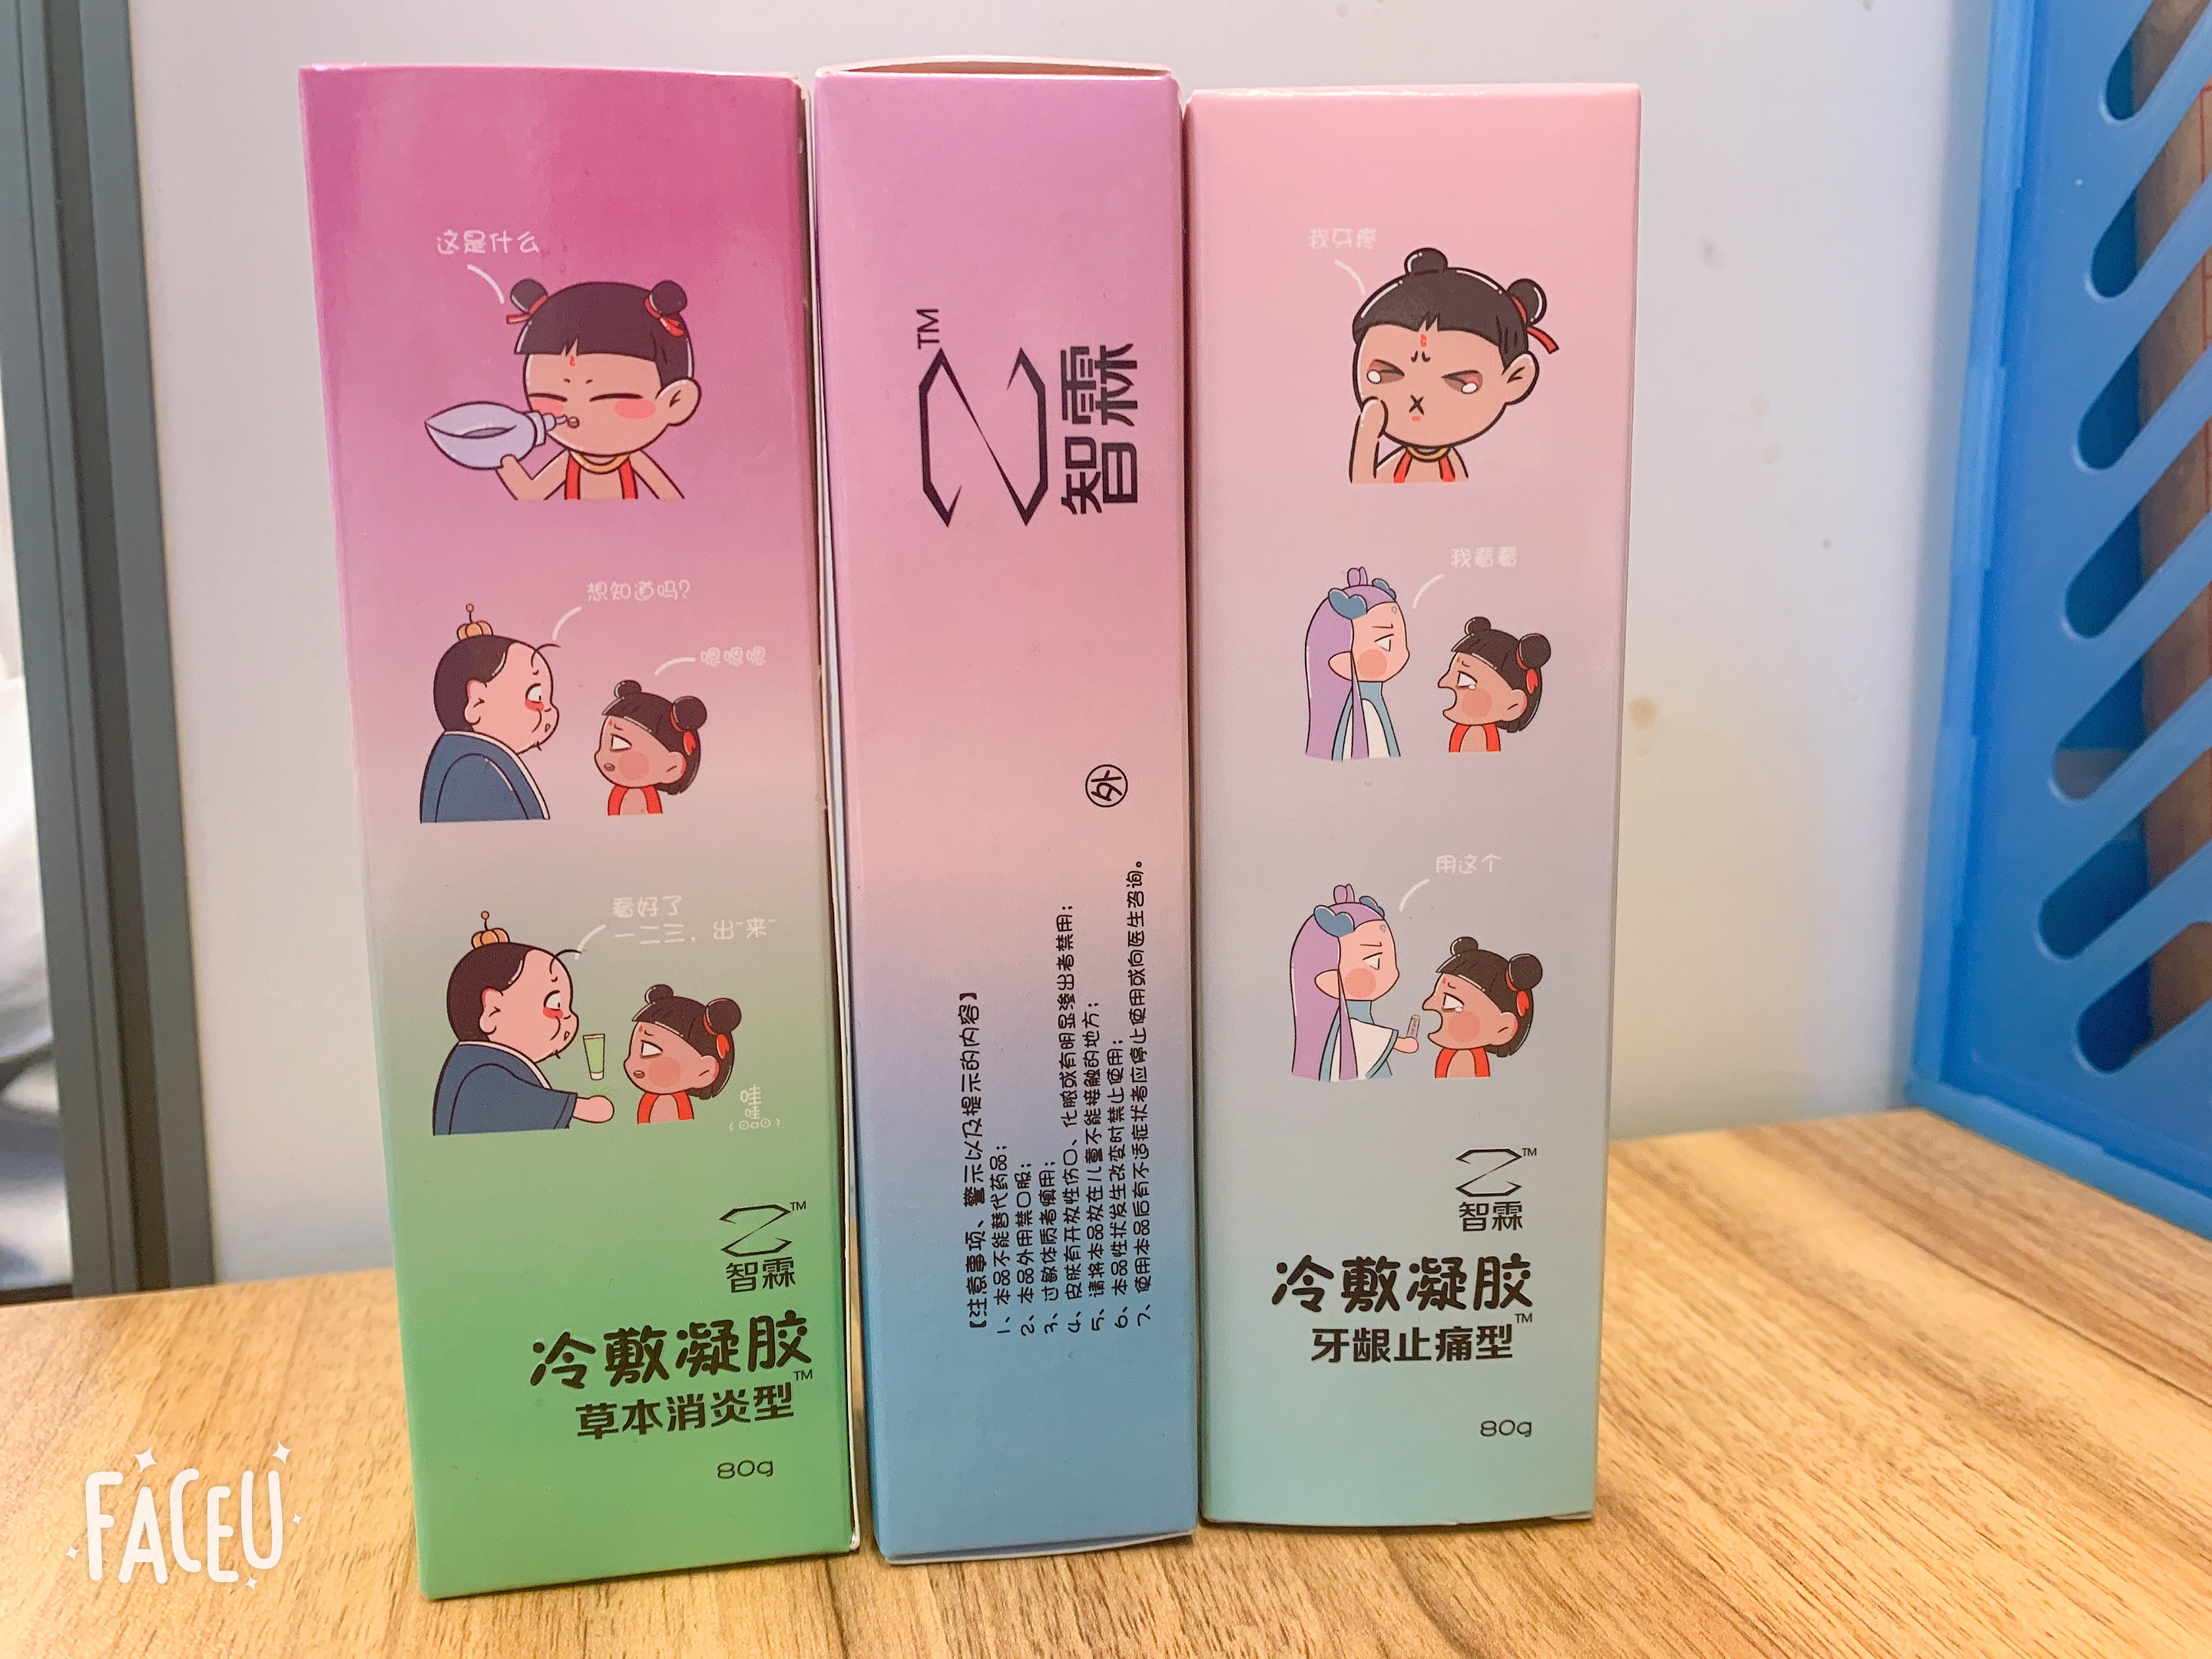 这是什么
想知道吗?
嗯嗯嗯
看好了
一二三，出~来~
哇
哇
智霖
TM
冷敷凝胶
草本消炎型
TM
80g
TM
智霖
外
【注意事项、警示以及提示的内容】
1、本品不能替代药品；
2、本品外用禁口服；
3、过敏体质者慎用；
4、皮肤有开放性伤口、化脓或有明显渗出者禁用；
5、请将本品放在儿童不能接触的地方；
6、本品性状发生改变时禁止使用；
7、使用本品后有不适症状者应停止使用或向医生咨询。
我牙疼
我看看
用这个
TM
智霖
冷敷凝胶
牙龈止痛型
TM
80g
FACEU